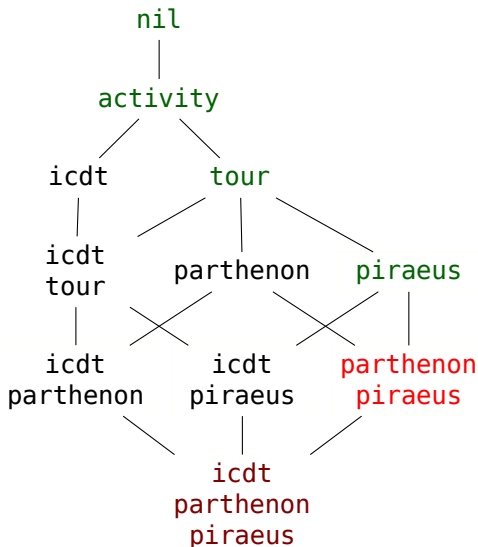 nil
activity
icdt
tour
icdt
tour
parthenon
piraeus
icdt
parthenon
icdt
piraeus
parthenon
piraeus
icdt
parthenon
piraeus